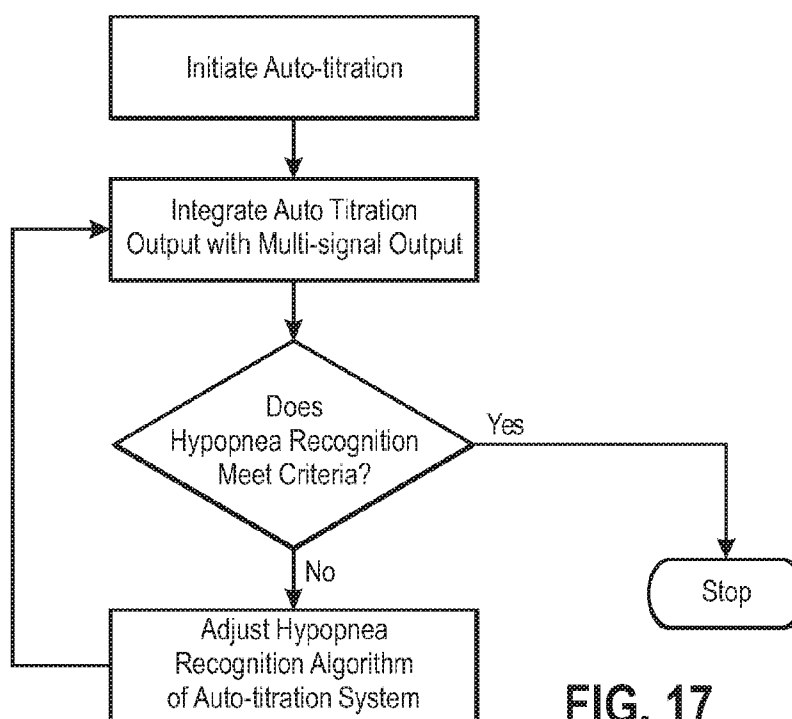 Initiate Auto-titration
Integrate Auto Titration
Output with Multi-signal Output
Does
Hypopnea Recognition
Meet Criteria?
Yes
No
Stop
Adjust Hypopnea
Recognition Algorithm
of Auto-titration System
FIG. 17